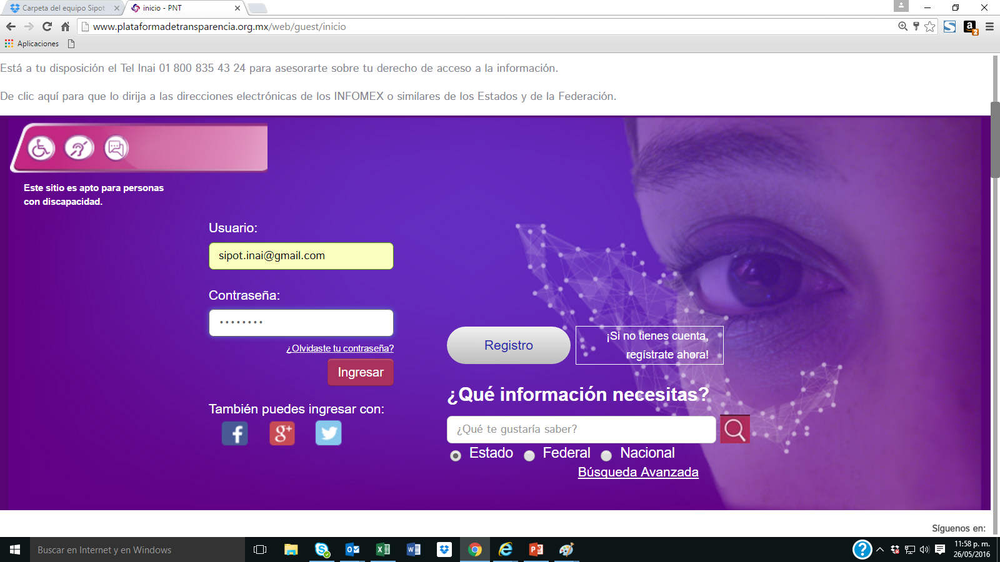 Carpeta del equipo Sipot
inicio - PNT
www.plataformadetransparencia.org.mx/web/guest/inicio
Aplicaciones
Está a tu disposición el Tel Inai 01 800 835 43 24 para asesorarte sobre tu derecho de acceso a la información.
De clic aquí para que lo dirija a las direcciones electrónicas de los INFOMEX o similares de los Estados y de la Federación.
Este sitio es apto para personas
con discapacidad.
Usuario:
sipot.inai@gmail.com
Contraseña:
¿Olvidaste tu contraseña?
Ingresar
También puedes ingresar con:
Registro
¡Si no tienes cuenta,
regístrate ahora!
¿Qué información necesitas?
¿Qué te gustaría saber?
Estado Federal Nacional
Búsqueda Avanzada
Síguenos en:
Buscar en Internet y en Windows
11:58 p. m.
26/05/2016